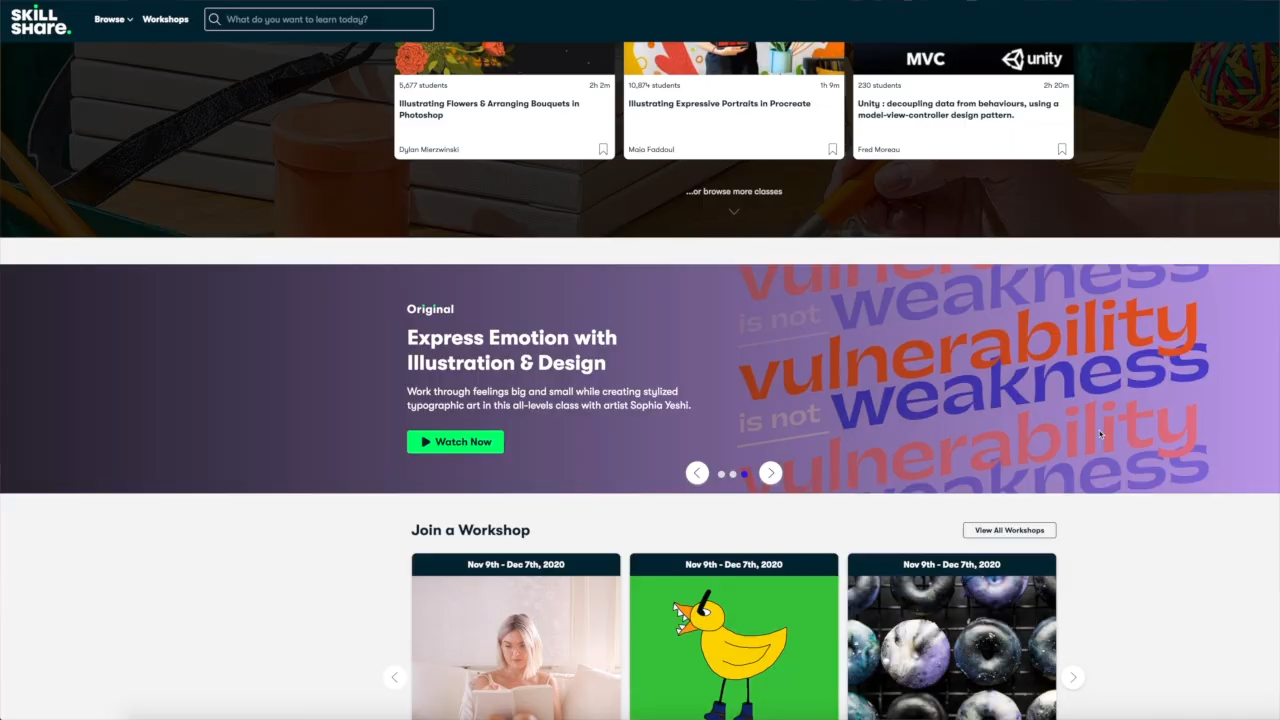 SKILL
SHARE.
Browse
Workshops
What do you want to learn today?
MVC
unity
5,677 students
2h 2m
Illustrating Flowers & Arranging Bouquets in
Photoshop
Dylan Mierzwinski
10,874 students
1h 9m
Illustrating Expressive Portraits in Procreate
Maia Faddoul
230 students
2h 20m
Unity : decoupling data from behaviours, using a
model-view-controller design pattern.
Fred Moreau
...or browse more classes
Original
Express Emotion with
Illustration & Design
Work through feelings big and small while creating stylized
typographic art in this all-levels class with artist Sophia Yeshi.
Watch Now
vulnerability
is not weakness
vulnerability
is not weakness
vulnerability
weakness
Join a Workshop
View All Workshops
Nov 9th - Dec 7th, 2020
Nov 9th - Dec 7th, 2020
Nov 9th - Dec 7th, 2020